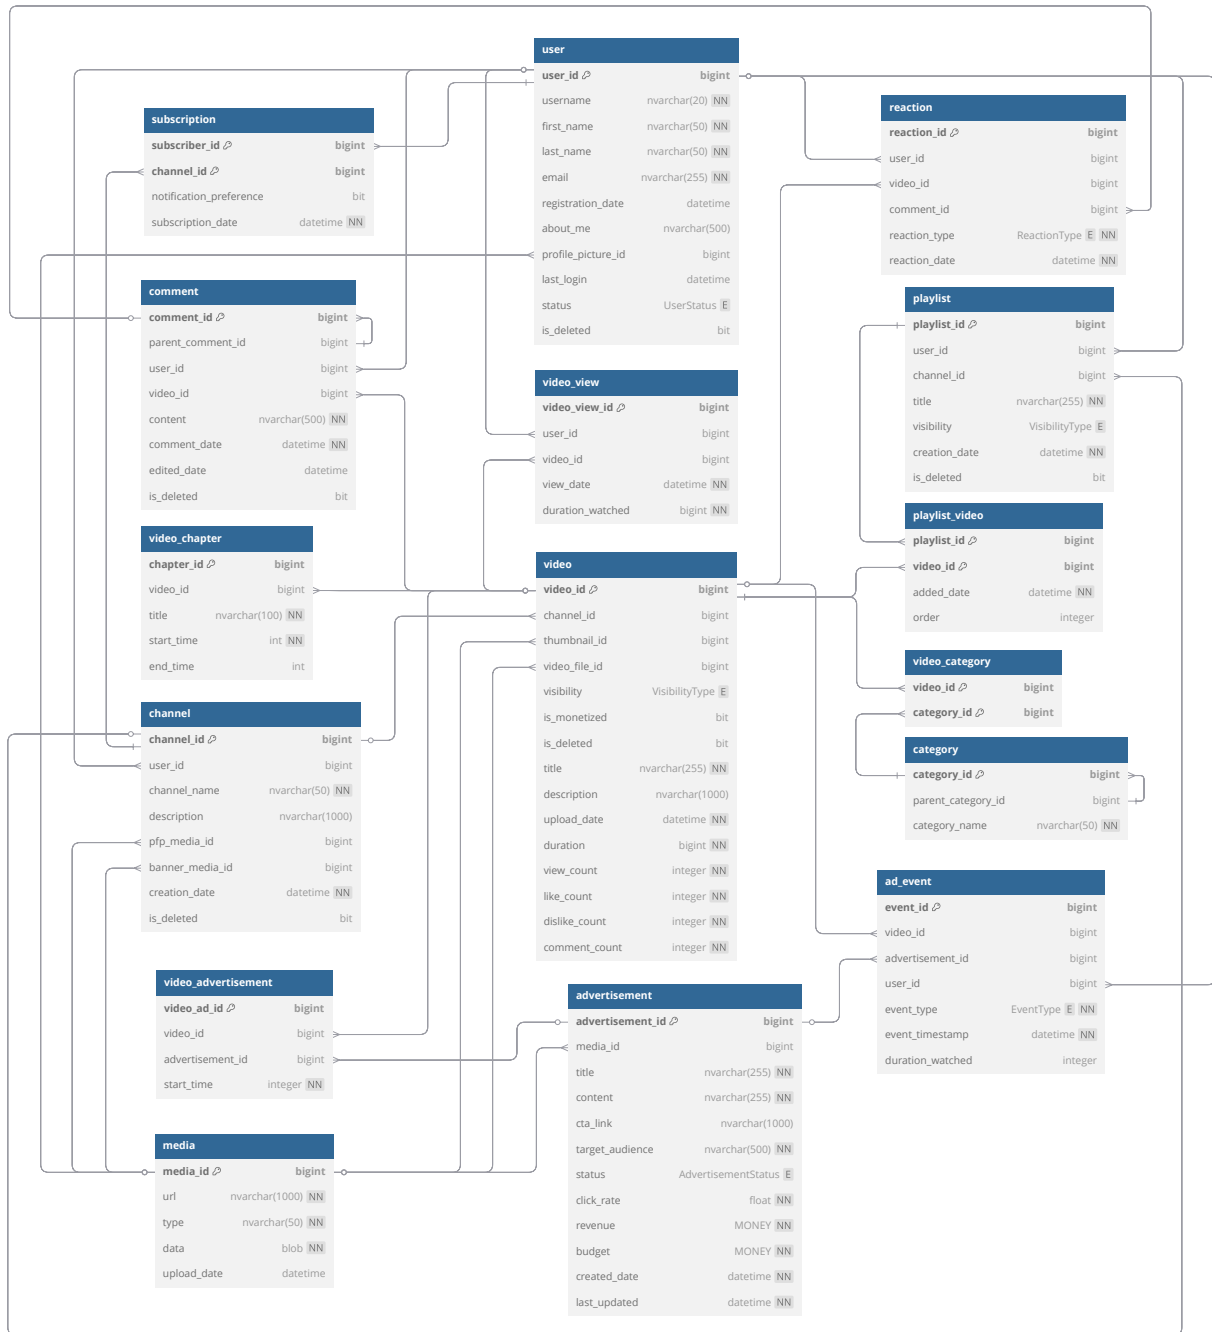 user
user_id bigint
username nvarchar(20) NN
first_name nvarchar(50) NN
last_name nvarchar(50) NN
email nvarchar(255) NN
registration_date datetime
about_me nvarchar(500)
profile_picture_id bigint
last_login datetime
status UserStatus E
is_deleted bit
subscription
subscriber_id bigint
channel_id bigint
notification_preference bit
subscription_date datetime NN
reaction
reaction_id bigint
user_id bigint
video_id bigint
comment_id bigint
reaction_type ReactionType E NN
reaction_date datetime NN
comment
comment_id bigint
parent_comment_id bigint
user_id bigint
video_id bigint
content nvarchar(500) NN
comment_date datetime NN
edited_date datetime
is_deleted bit
playlist
playlist_id bigint
user_id bigint
channel_id bigint
title nvarchar(255) NN
visibility VisibilityType E
creation_date datetime NN
is_deleted bit
video_view
video_view_id bigint
user_id bigint
video_id bigint
view_date datetime NN
duration_watched bigint NN
playlist_video
playlist_id bigint
video_id bigint
added_date datetime NN
order integer
video_chapter
chapter_id bigint
video_id bigint
title nvarchar(100) NN
start_time int NN
end_time int
video
video_id bigint
channel_id bigint
thumbnail_id bigint
video_file_id bigint
visibility VisibilityType E
is_monetized bit
is_deleted bit
title nvarchar(255) NN
description nvarchar(1000)
upload_date datetime NN
duration bigint NN
view_count integer NN
like_count integer NN
dislike_count integer NN
comment_count integer NN
video_category
video_id bigint
category_id bigint
channel
channel_id bigint
user_id bigint
channel_name nvarchar(50) NN
description nvarchar(1000)
pfp_media_id bigint
banner_media_id bigint
creation_date datetime NN
is_deleted bit
category
category_id bigint
parent_category_id bigint
category_name nvarchar(50) NN
ad_event
event_id bigint
video_id bigint
advertisement_id bigint
user_id bigint
event_type EventType E NN
event_timestamp datetime NN
duration_watched integer
video_advertisement
video_ad_id bigint
video_id bigint
advertisement_id bigint
start_time integer NN
advertisement
advertisement_id bigint
media_id bigint
title nvarchar(255) NN
content nvarchar(255) NN
cta_link nvarchar(1000)
target_audience nvarchar(500) NN
status AdvertisementStatus E
click_rate float NN
revenue MONEY NN
budget MONEY NN
created_date datetime NN
last_updated datetime NN
media
media_id bigint
url nvarchar(1000) NN
type nvarchar(50) NN
data blob NN
upload_date datetime